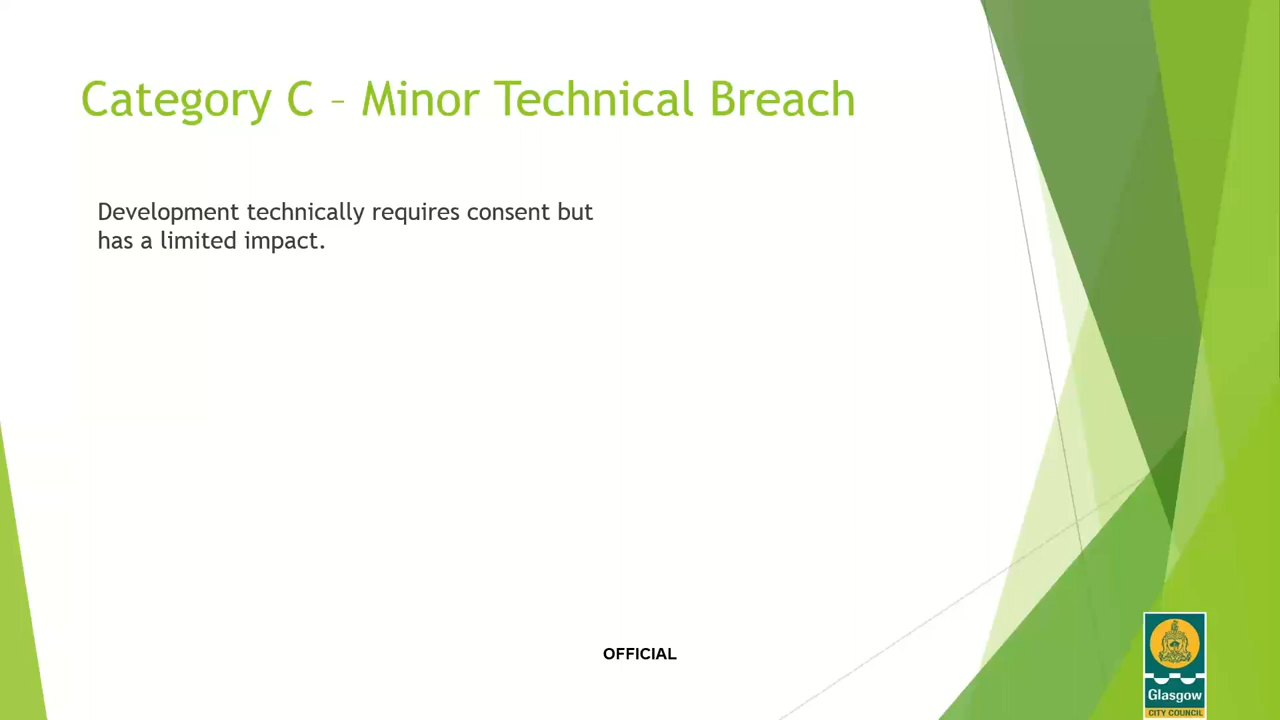 Category C – Minor Technical Breach
Development technically requires consent but
has a limited impact.
OFFICIAL
Glasgow
CITY COUNCIL